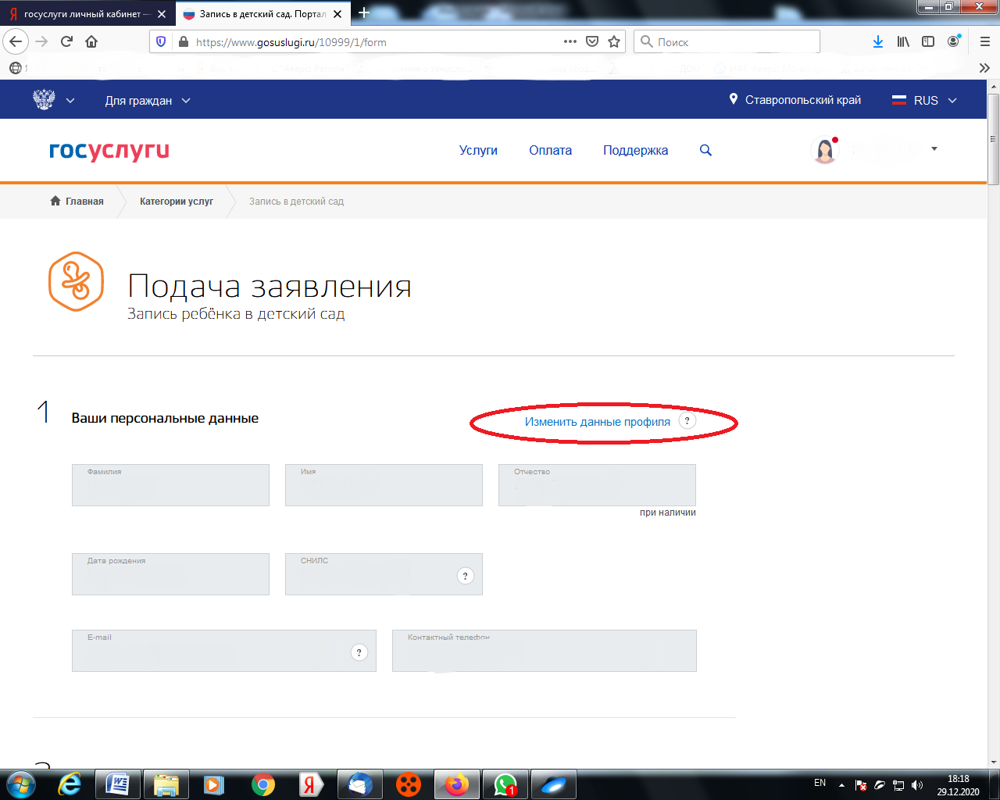 госуслуги личный кабинет —
Запись в детский сад. Портал
https://www.gosuslugi.ru/10999/1/form
Поиск
Для граждан
Ставропольский край
RUS
госуслуги
Услуги
Оплата
Поддержка
Главная
Категории услуг
Запись в детский сад
Подача заявления
Запись ребёнка в детский сад
1
Ваши персональные данные
Изменить данные профиля
?
Фамилия
Имя
Отчество
при наличии
Дата рождения
СНИЛС
?
E-mail
?
Контактный телефон
EN
18:18
29.12.2020